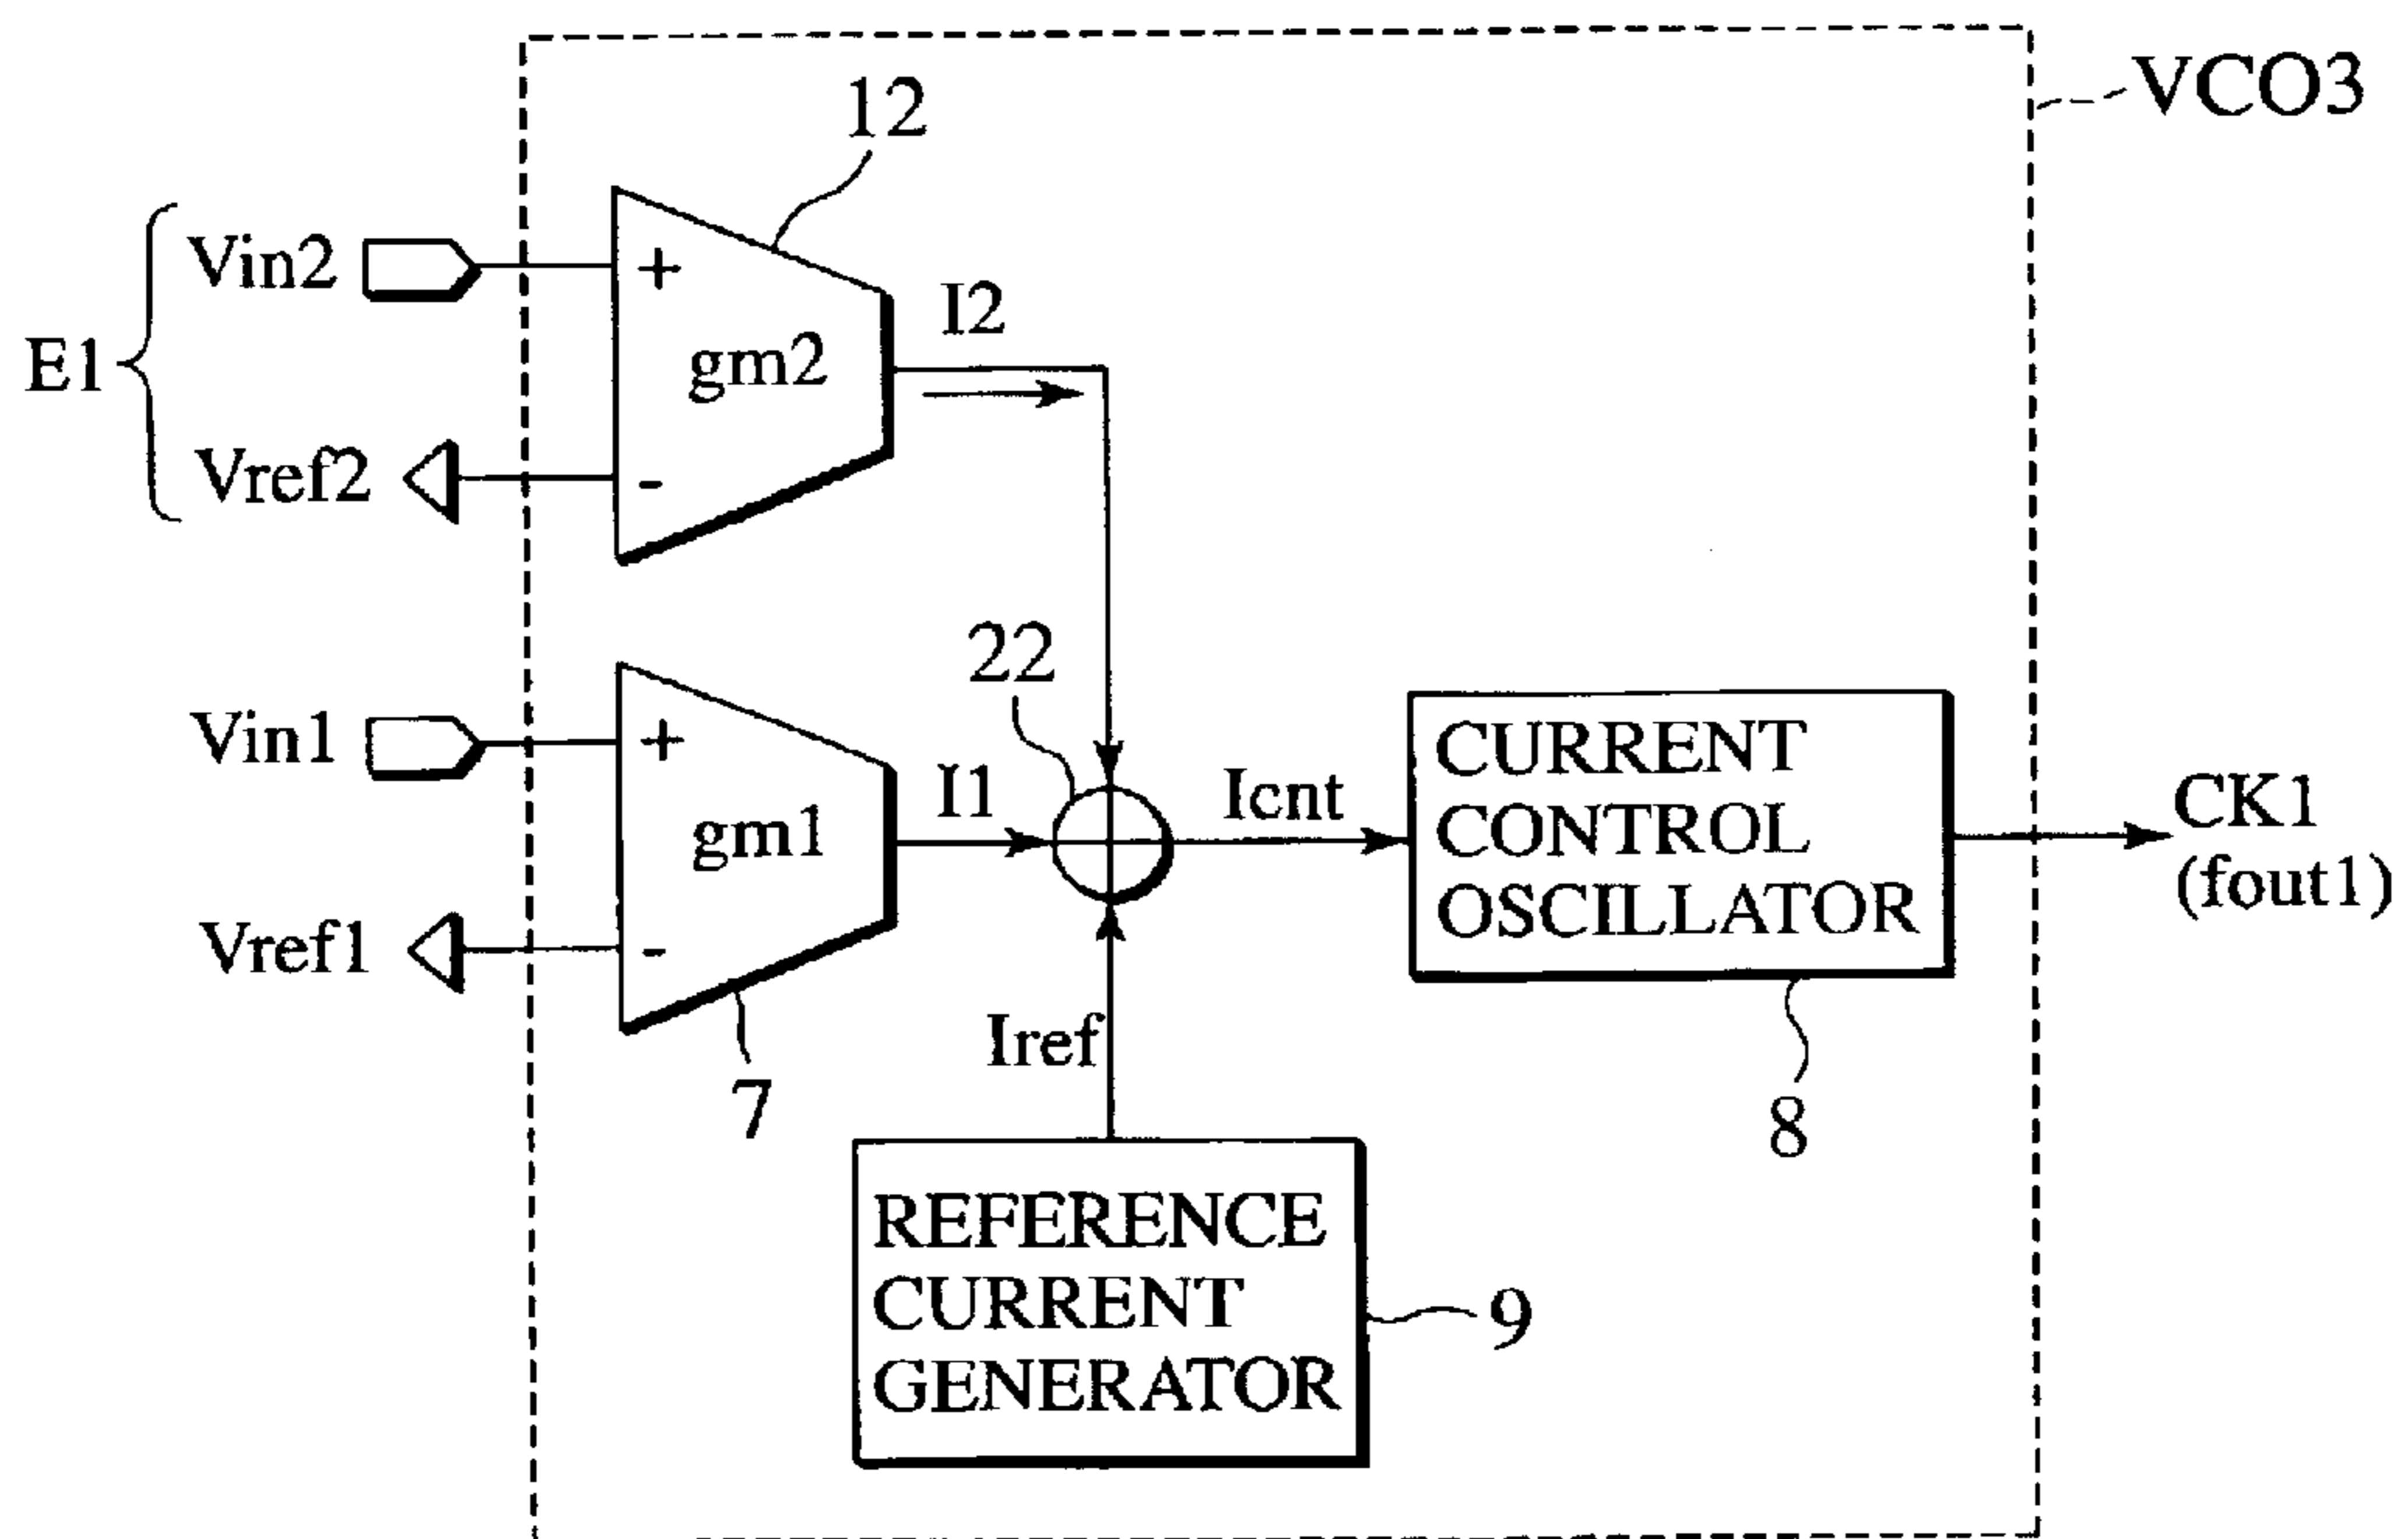 VCO3
12
Vin2
+
I2
E1
gm2
Vref2
-
22
Vin1
+
I1
Icnt
CURRENT
CONTROL
OSCILLATOR
CK1
(fout1)
gm1
Vref1
-
Iref
7
8
REFERENCE
CURRENT
GENERATOR
9